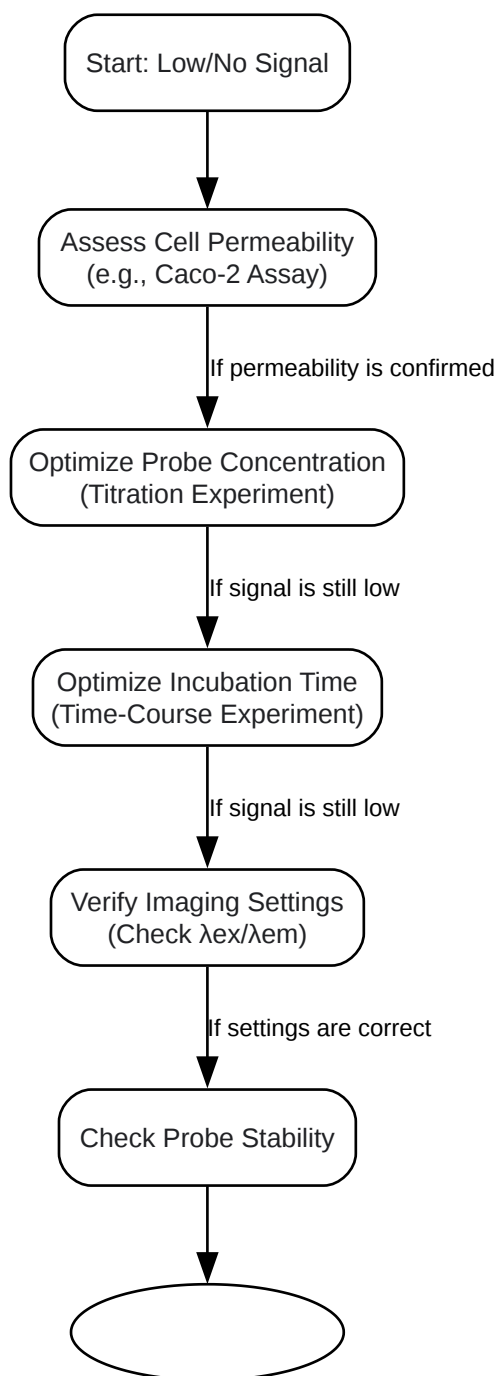 Start: Low/No Signal
Assess Cell Permeability
(e.g., Caco-2 Assay)
If permeability is confirmed
Optimize Probe Concentration
(Titration Experiment)
If signal is still low
Optimize Incubation Time
(Time-Course Experiment)
If signal is still low
Verify Imaging Settings
(Check λex/λem)
If settings are correct
Check Probe Stability